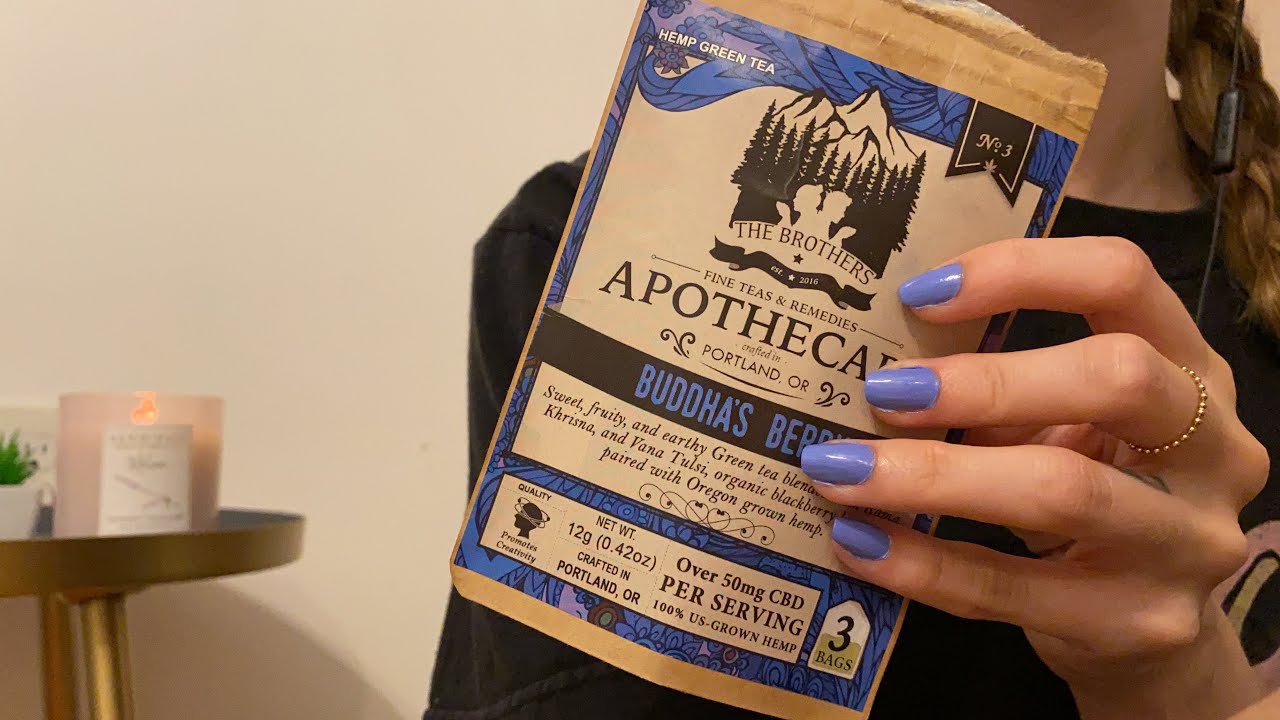 HEMP GREEN TEA
Nº3
THE BROTHERS
est. 2016
FINE TEAS & REMEDIES
APOTHECA
crafted in
PORTLAND, OR
BUDDHA'S BE
Sweet, fruity, and earthy Green tea blend
Khrisna, and Vana Tulsi, organic blackberry
paired with Oregon grown hemp.
QUALITY
Promotes
Creativity
NET WT.
12g (0.42oz)
CRAFTED IN
PORTLAND, OR
Over 50mg CBD
PER SERVING
100% US-GROWN HEMP
3
BAGS